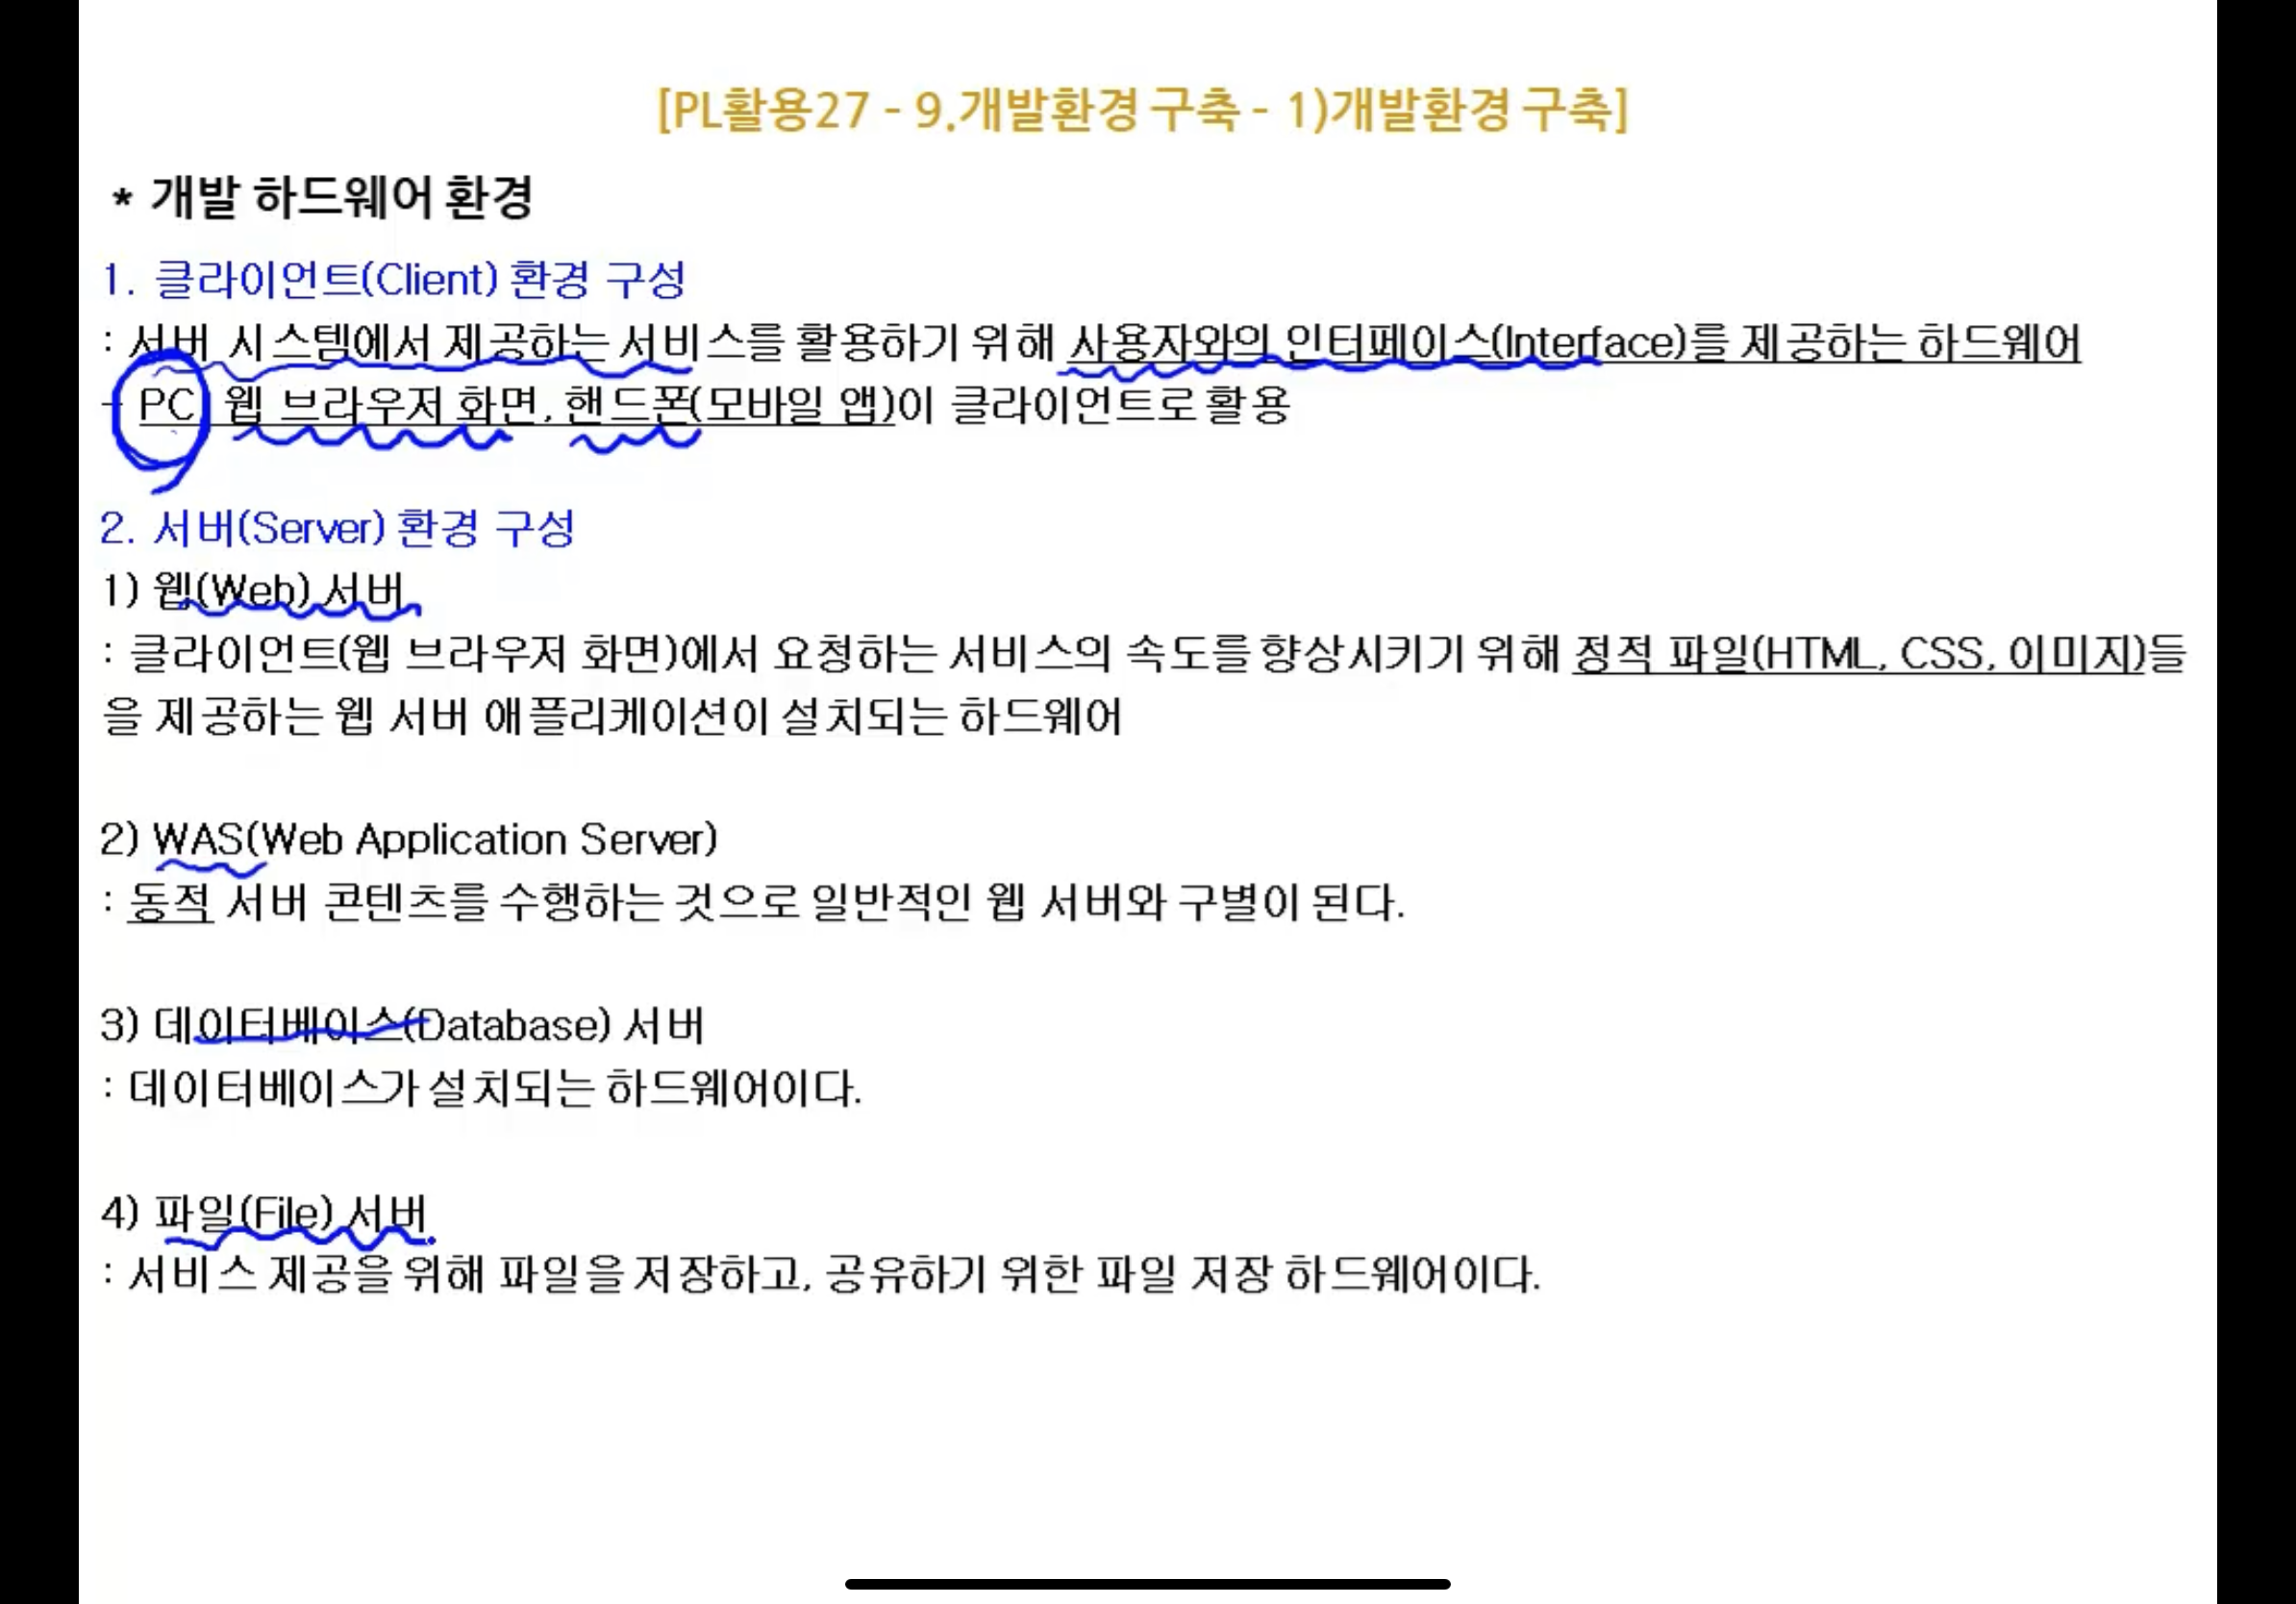 [PL활용27 - 9.개발환경 구축 - 1)개발환경 구축]
* 개발 하드웨어 환경
1. 클라이언트(Client) 환경 구성
: 서버 시스템에서 제공하는 서비스를 활용하기 위해 사용자와의 인터페이스(Interface)를 제공하는 하드웨어
- PC 웹 브라우저 화면, 핸드폰(모바일 앱)이 클라이언트로 활용
2. 서버(Server) 환경 구성
1) 웹(Web) 서버
: 클라이언트(웹 브라우저 화면)에서 요청하는 서비스의 속도를 향상시키기 위해 정적 파일(HTML, CSS, 이미지)들
을 제공하는 웹 서버 애플리케이션이 설치되는 하드웨어
2) WAS(Web Application Server)
: 동적 서버 콘텐츠를 수행하는 것으로 일반적인 웹 서버와 구별이 된다.
3) 데이터베이스(Database) 서버
: 데이터베이스가 설치되는 하드웨어이다.
4) 파일(File) 서버
: 서비스 제공을 위해 파일을 저장하고, 공유하기 위한 파일 저장 하드웨어이다.